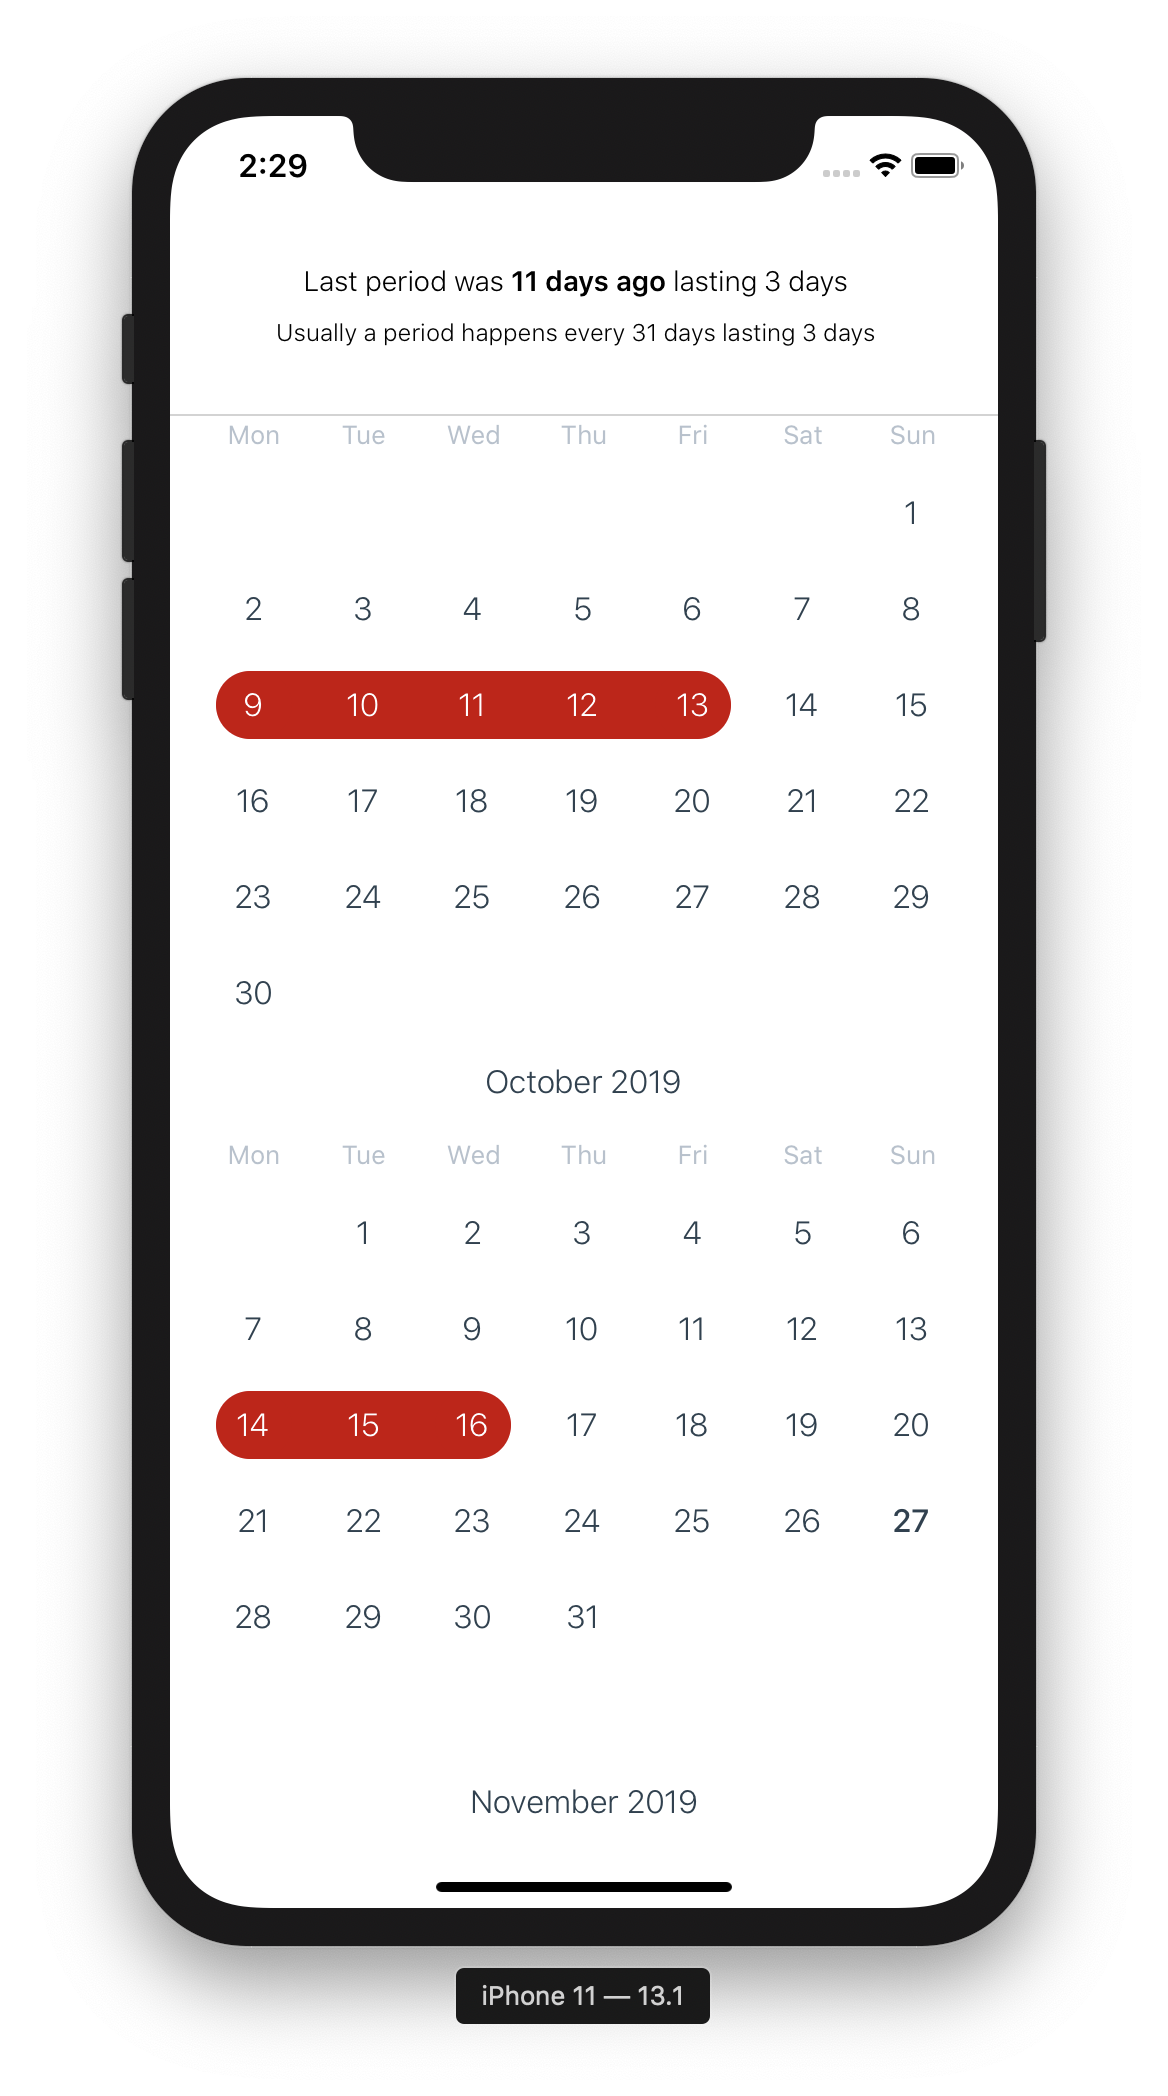 2:29
Last period was 11 days ago lasting 3 days
Usually a period happens every 31 days lasting 3 days
Mon Tue Wed Thu Fri Sat Sun
1
2 3 4 5 6 7 8
9 10 11 12 13 14 15
16 17 18 19 20 21 22
23 24 25 26 27 28 29
30
October 2019
Mon Tue Wed Thu Fri Sat Sun
1 2 3 4 5 6
7 8 9 10 11 12 13
14 15 16 17 18 19 20
21 22 23 24 25 26 27
28 29 30 31
November 2019
iPhone 11 — 13.1